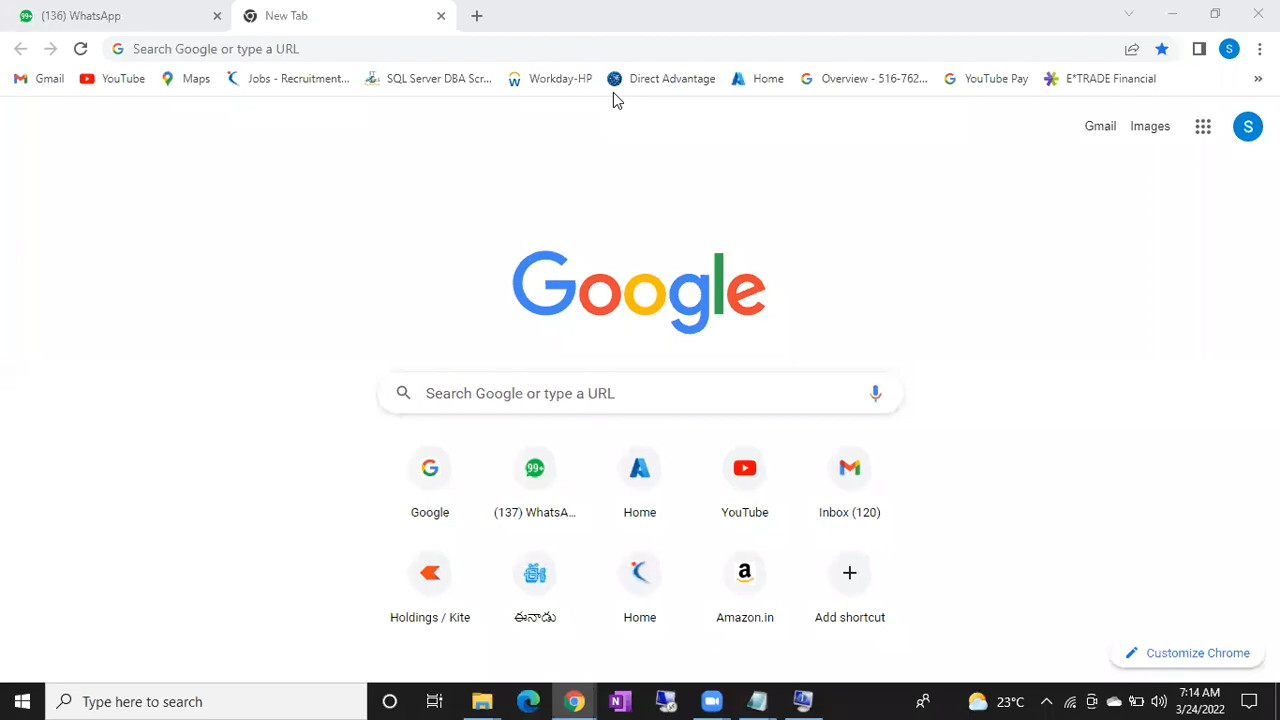 (136) WhatsApp
New Tab
Search Google or type a URL
S
Gmail
YouTube
Maps
Jobs - Recruitment...
SQL Server DBA Scr...
Workday-HP
Direct Advantage
Home
Overview - 516-762...
YouTube Pay
E*TRADE Financial
»
Gmail
Images
S
Google
Search Google or type a URL
Google
99+
(137) WhatsA...
Home
YouTube
Inbox (120)
Holdings / Kite
ఈనాడు
Home
Amazon.in
Add shortcut
Customize Chrome
Type here to search
23°C
7:14 AM
3/24/2022